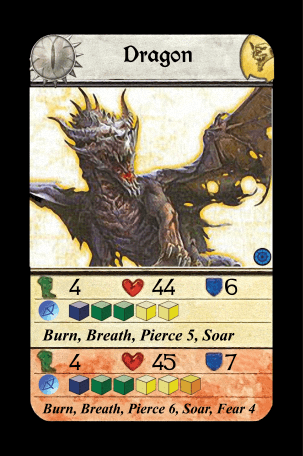 Dragon
4 44 6
Burn, Breath, Pierce 5, Soar
4 45 7
Burn, Breath, Pierce 6, Soar, Fear 4